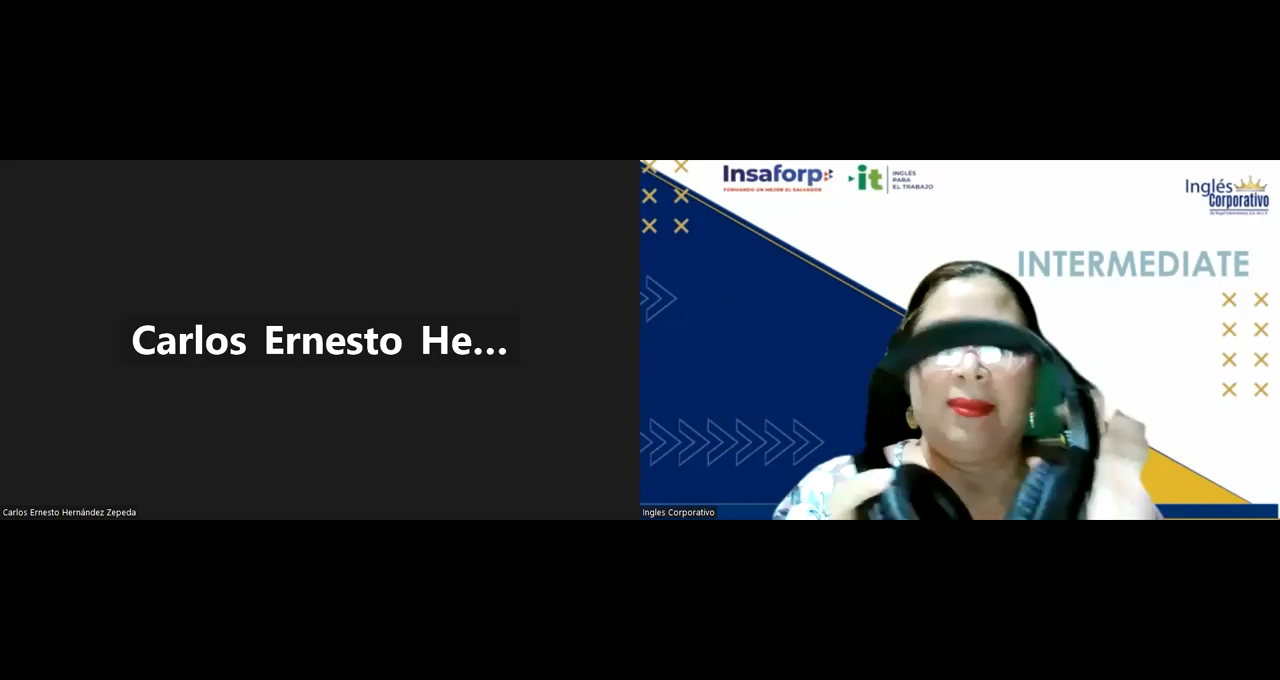 Carlos Ernesto He...
Carlos Ernesto Hernández Zepeda
Insaforp
FORMANDO UN MEJOR EL SALVADOR
it
INGLÉS
PARA
EL TRABAJO
Inglés
Corporativo
INTERMEDIATE
Ingles Corporativo